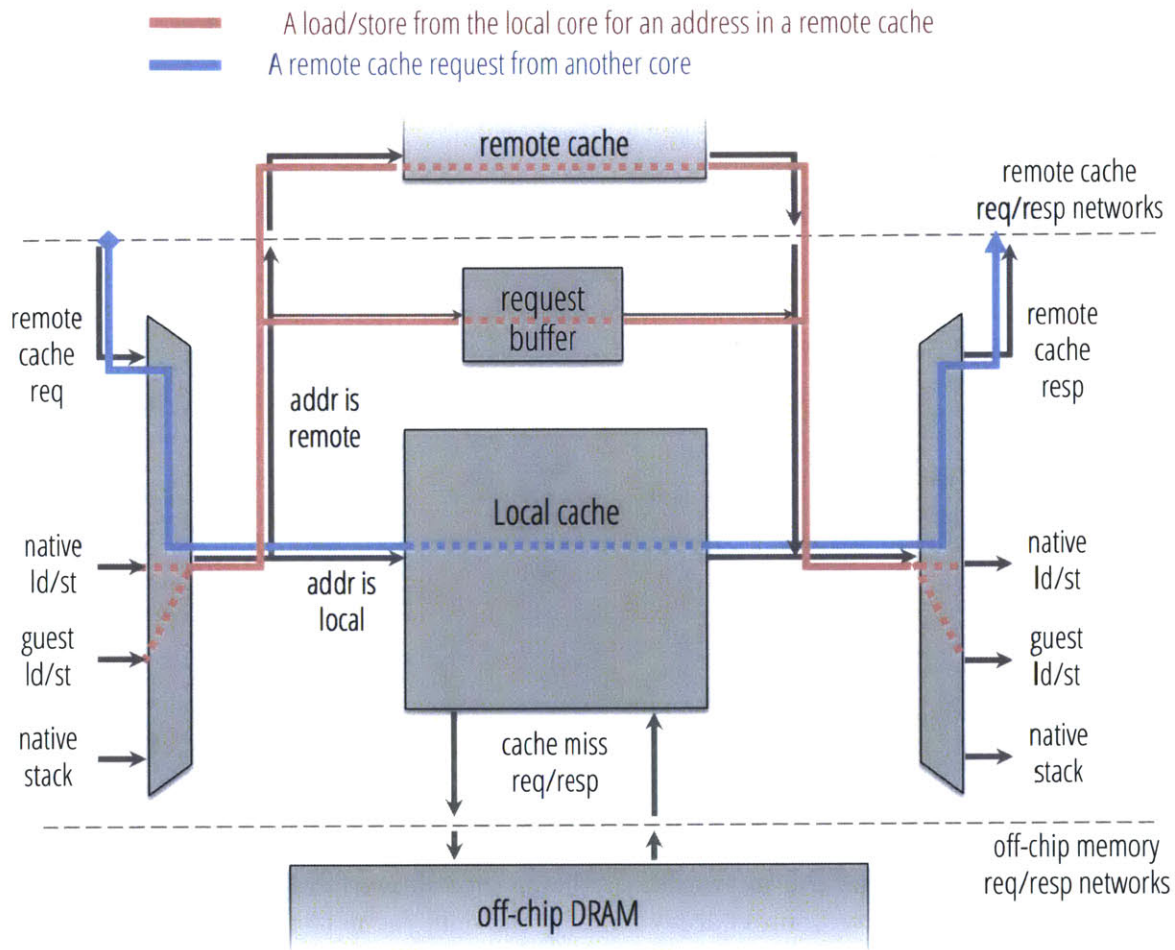 A load/store from the local core for an address in a remote cache
A remote cache request from another core
remote cache
remote cache
req/resp networks
request
buffer
remote
cache
req
remote
cache
resp
addr is
remote
Local cache
native
ld/st
addr is
local
native
ld/st
guest
ld/st
guest
ld/st
native
stack
cache miss
req/resp
native
stack
off-chip memory
req/resp networks
off-chip DRAM